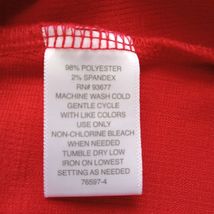 98% POLYESTER
2% SPANDEX
RN# 93677
MACHINE WASH COLD
GENTLE CYCLE
WITH LIKE COLORS
USE ONLY
NON-CHLORINE BLEACH
WHEN NEEDED
TUMBLE DRY LOW
IRON ON LOWEST
SETTING AS NEEDED
76597-4